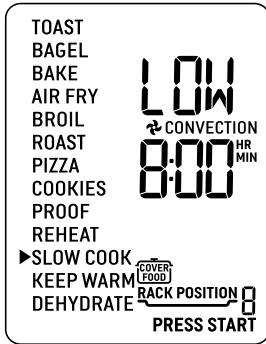 TOAST
BAGEL
BAKE
AIR FRY
BROIL
ROAST
PIZZA
COOKIES
PROOF
REHEAT
SLOW COOK
KEEP WARM
DEHYDRATE
LOW
CONVECTION
8:00 HR
MIN
COVER
FOOD
RACK POSITION 8
PRESS START